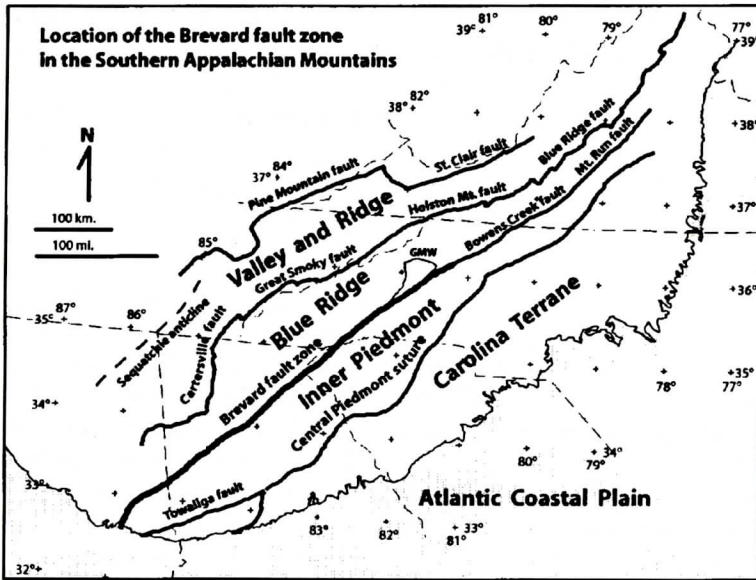 Location of the Brevard fault zone
in the Southern Appalachian Mountains
81°
39°
80°
79°
77°
39°
82
38°
38°
N
84°
37°
Pine Mountain fault
St. Clair fault
Blue Ridge fault
Mt. Run fault
100 km.
100 mi.
85°
Valley and Ridge
Holston Mt. fault
Bowens Creek fault
37°
Great Smoky fault
GMW
36°
87°
86°
35°
Sequatchie anticline
Cartersville fault
Blue Ridge
Brevard fault zone
Inner Piedmont
Central Piedmont suture
Carolina Terrane
35°
78°
77°
34°
80°
79°
34°
33°
Towaliga fault
Atlantic Coastal Plain
83°
82°
33°
81°
32°